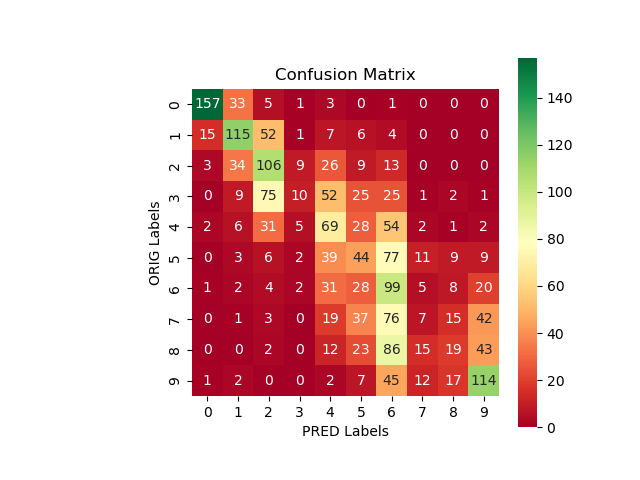 Confusion Matrix
0 157 33 5 1 3 0 1 0 0 0
1 15 115 52 1 7 6 4 0 0 0
2 3 34 106 9 26 9 13 0 0 0
3 0 9 75 10 52 25 25 1 2 1
4 2 6 31 5 69 28 54 2 1 2
5 0 3 6 2 39 44 77 11 9 9
6 1 2 4 2 31 28 99 5 8 20
7 0 1 3 0 19 37 76 7 15 42
8 0 0 2 0 12 23 86 15 19 43
9 1 2 0 0 2 7 45 12 17 114
0 1 2 3 4 5 6 7 8 9
PRED Labels
ORIG Labels
140
120
100
80
60
40
20
0